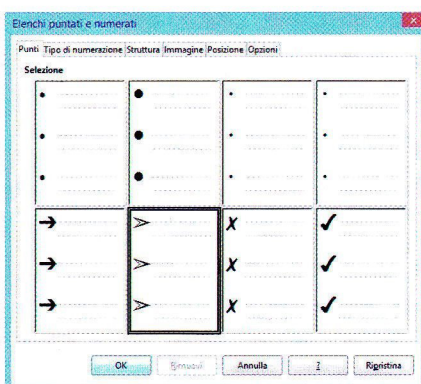 Elenchi puntati e numerati
Punti Tipo di numerazione Struttura Immagine Posizione Opzioni
Selezione
OK Rimuovi Annulla ? Ripristina